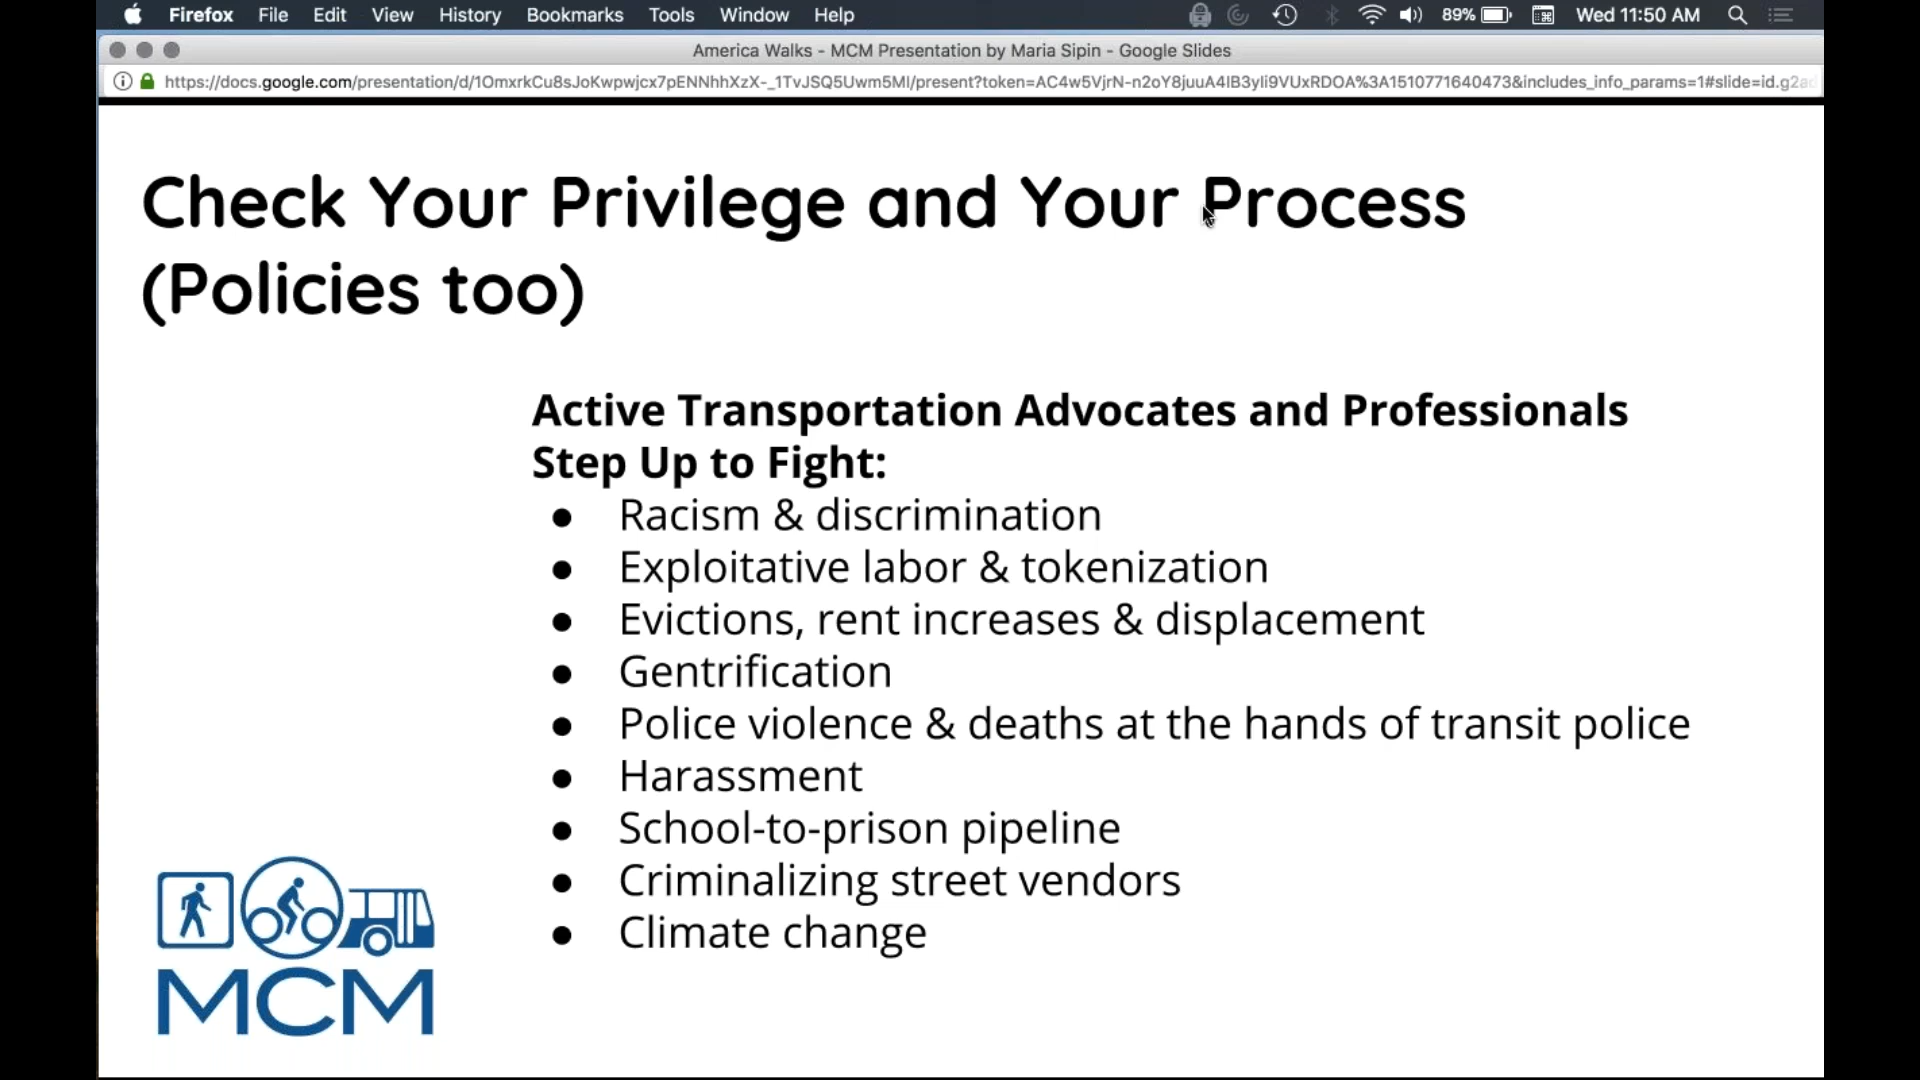 Firefox File Edit View History Bookmarks Tools Window Help 89% Wed 11:50 AM
America Walks - MCM Presentation by Maria Sipin - Google Slides
https://docs.google.com/presentation/d/1OmxrkCu8sJoKwpwjcx7pENNhhXzX-_1TvJSQ5Uwm5MI/present?token=AC4w5VjrN-n2oY8juuA4lB3yli9VUxRDOA%3A1510771640473&includes_info_params=1#slide=id.g2ad
Check Your Privilege and Your Process
(Policies too)
Active Transportation Advocates and Professionals
Step Up to Fight:
● Racism & discrimination
● Exploitative labor & tokenization
● Evictions, rent increases & displacement
● Gentrification
● Police violence & deaths at the hands of transit police
● Harassment
● School-to-prison pipeline
● Criminalizing street vendors
● Climate change
MCM